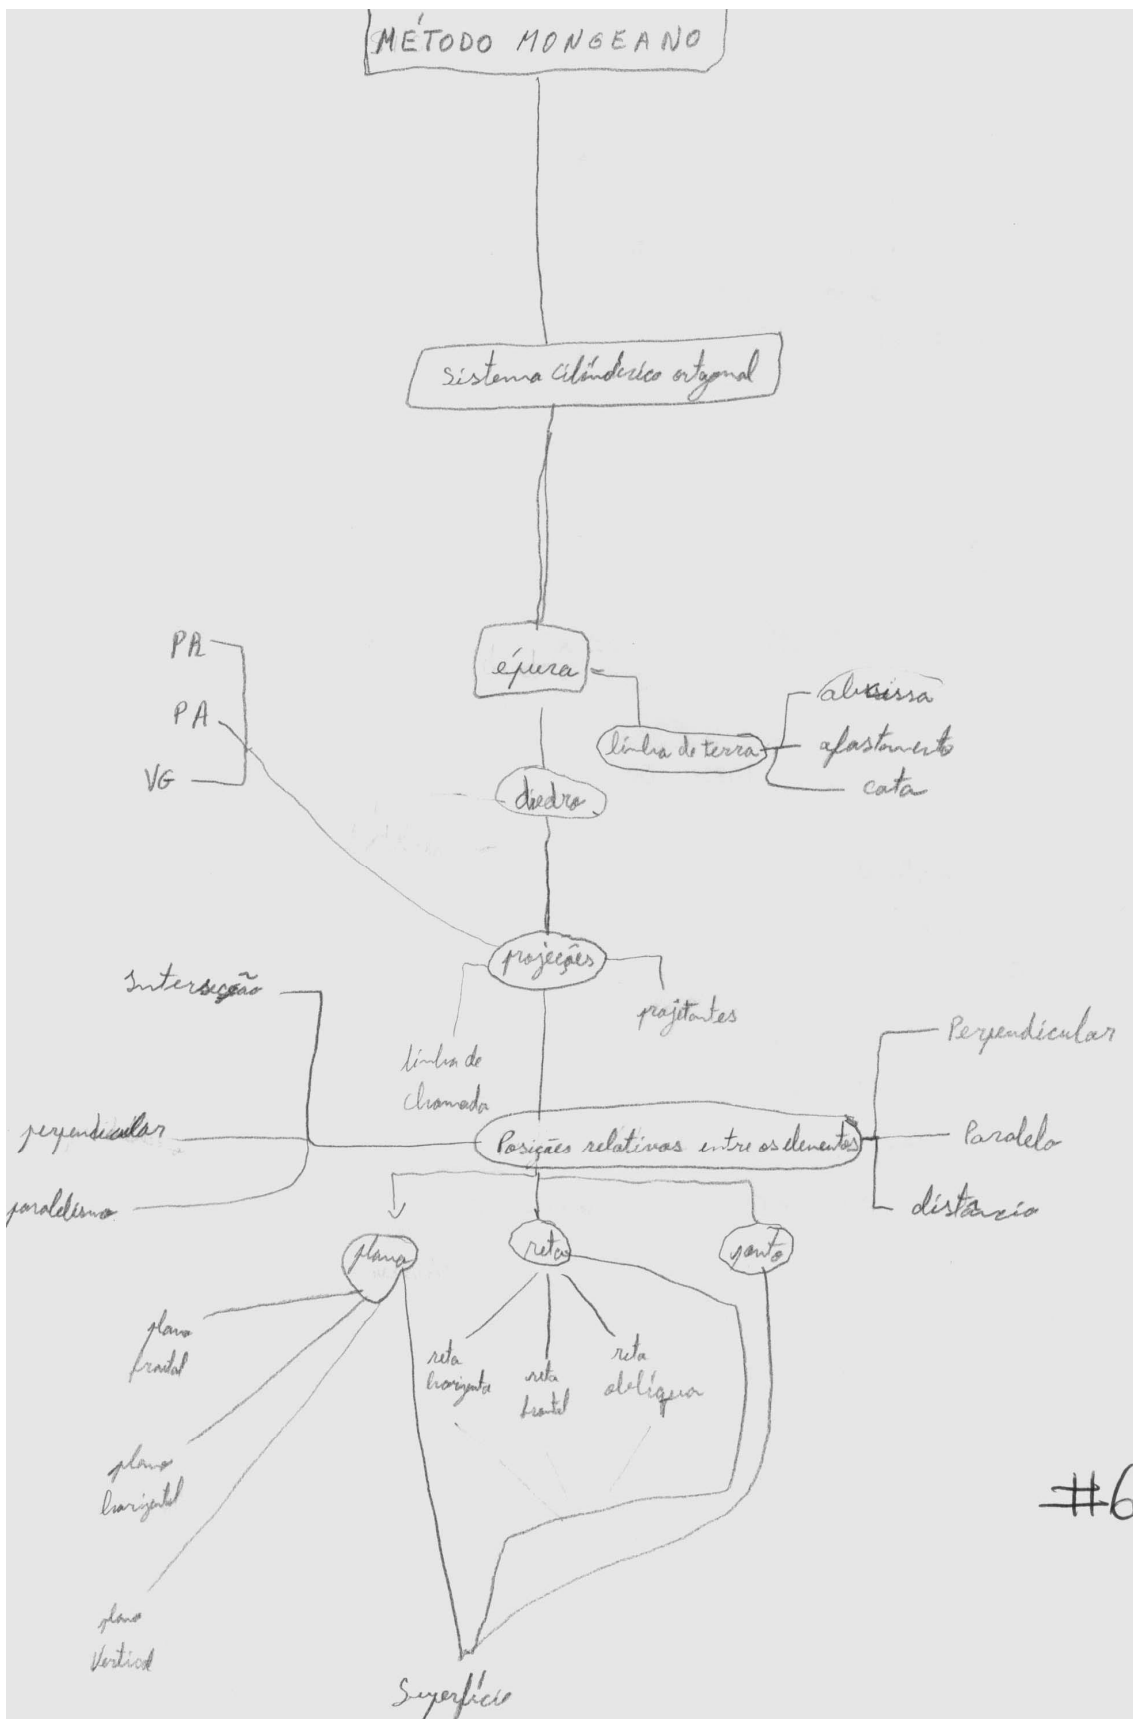 MÉTODO MONGEANO
Sistema Cilínderico ortogonal
épura
PR
PA
VG
linha de terra
abscissa
afastamento
cota
diedro
projeções
projetantes
linha de
chamada
Interseção
perpendicular
paralelismo
Posições relativas entre os elementos
Perpendicular
Paralelo
distância
plano
reta
ponto
plano
frontal
reta
horizonta
reta
frontal
reta
oblíqua
plano
horizontal
plano
Vertical
Superfície
#6